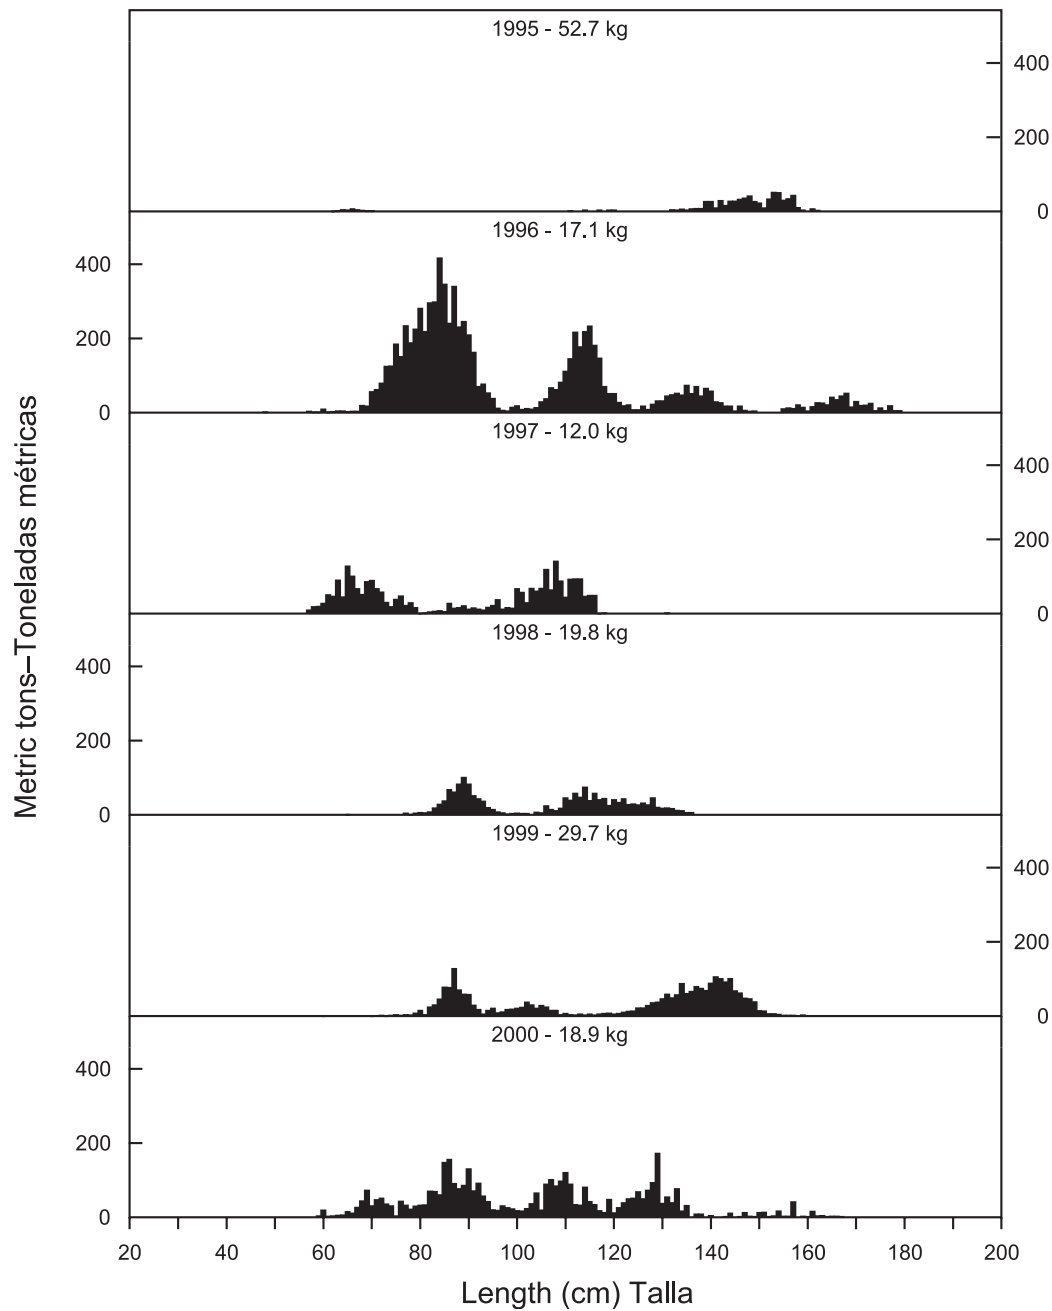 1995 - 52.7 kg
400
200
0
1996 - 17.1 kg
400
200
0
1997 - 12.0 kg
400
200
0
1998 - 19.8 kg
400
200
0
1999 - 29.7 kg
400
200
0
2000 - 18.9 kg
400
200
0
Metric tons–Toneladas métricas
20 40 60 80 100 120 140 160 180 200
Length (cm) Talla